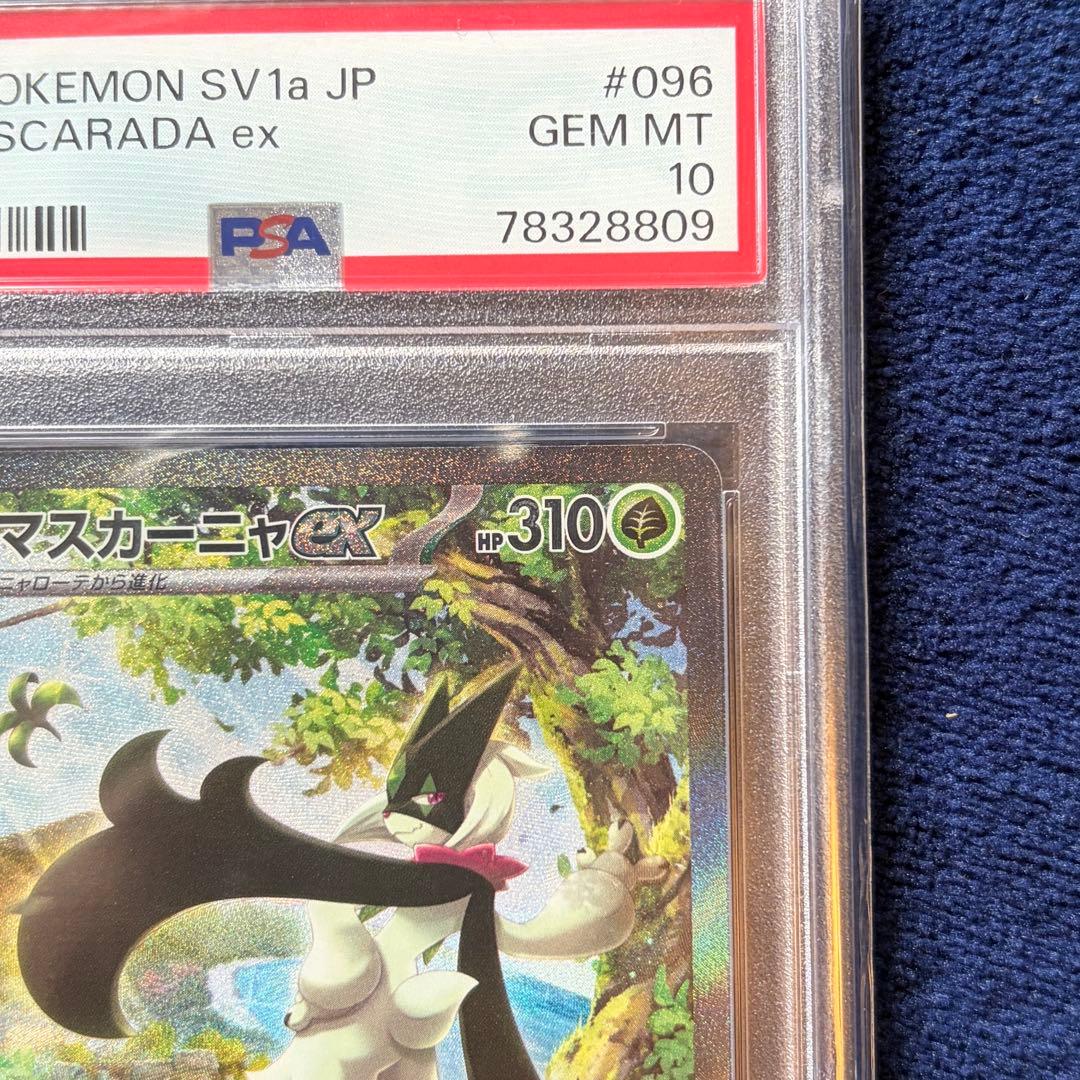 OKEMON SV1a JP #096
SCARADA ex GEM MT
10
PSA 78328809
マスカーニャex HP310
ニャローテから進化